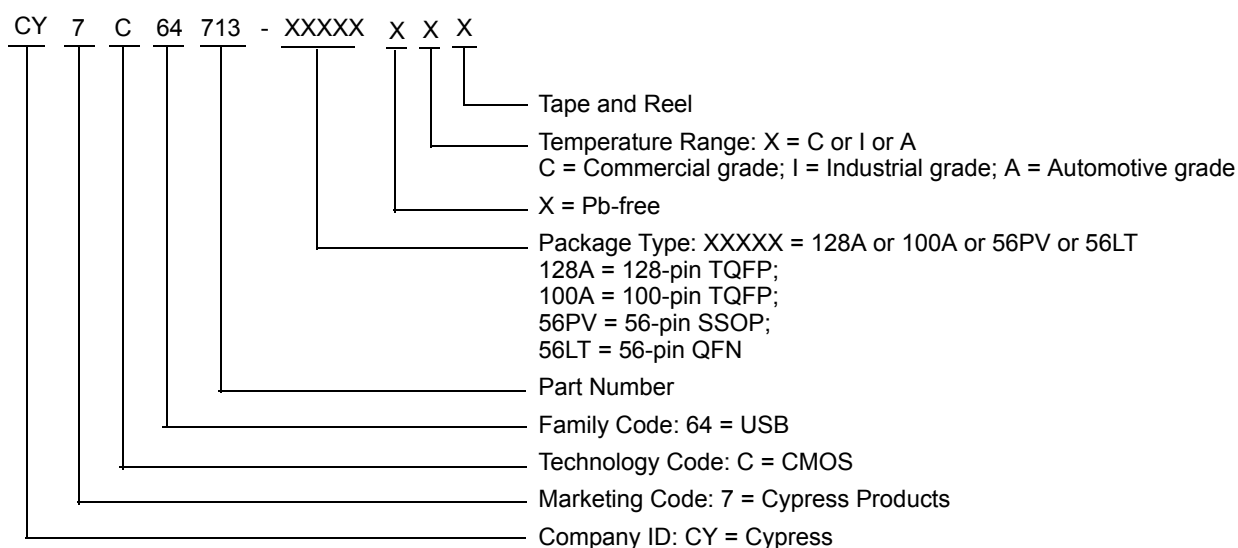 CY 7 C 64 713 - XXXXX X X X
Tape and Reel
Temperature Range: X = C or I or A
C = Commercial grade; I = Industrial grade; A = Automotive grade
X = Pb-free
Package Type: XXXXX = 128A or 100A or 56PV or 56LT
128A = 128-pin TQFP;
100A = 100-pin TQFP;
56PV = 56-pin SSOP;
56LT = 56-pin QFN
Part Number
Family Code: 64 = USB
Technology Code: C = CMOS
Marketing Code: 7 = Cypress Products
Company ID: CY = Cypress